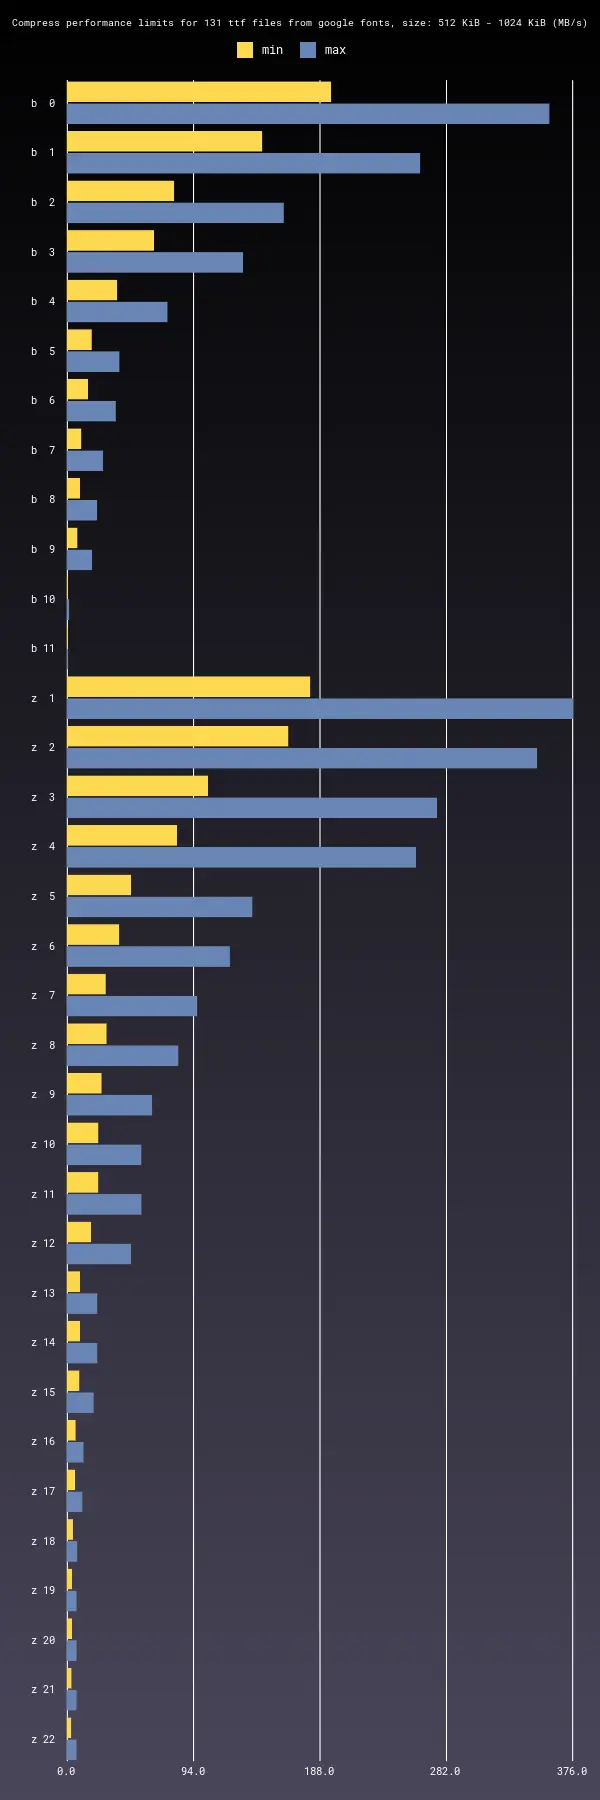 Compress performance limits for 131 ttf files from google fonts, size: 512 KiB - 1024 KiB (MB/s)
min max
b 0
b 1
b 2
b 3
b 4
b 5
b 6
b 7
b 8
b 9
b 10
b 11
z 1
z 2
z 3
z 4
z 5
z 6
z 7
z 8
z 9
z 10
z 11
z 12
z 13
z 14
z 15
z 16
z 17
z 18
z 19
z 20
z 21
z 22
0.0 94.0 188.0 282.0 376.0